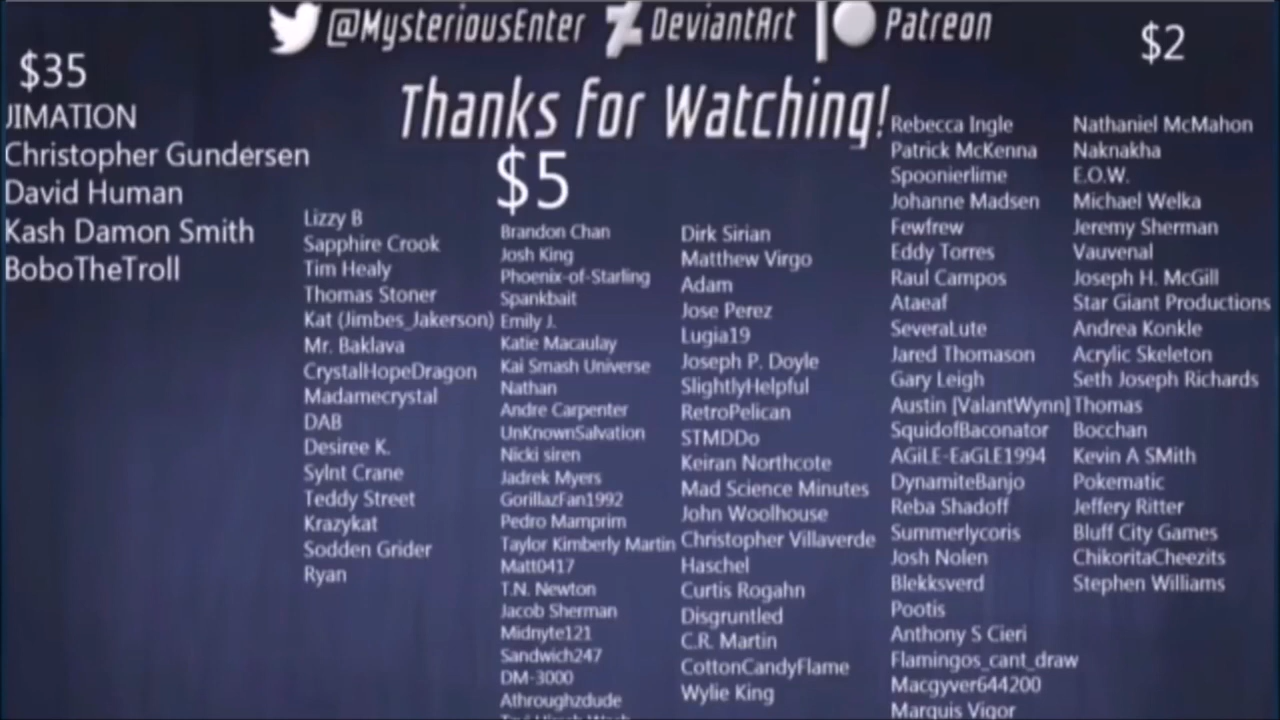 @MysteriousEnter DeviantArt Patreon
Thanks for Watching!
$35
JIMATION
Christopher Gundersen
David Human
Kash Damon Smith
BoboTheTroll
$5
Lizzy B
Sapphire Crook
Tim Healy
Thomas Stoner
Kat (Jimbes_Jakerson)
Mr. Baklava
CrystalHopeDragon
Madamecrystal
DAB
Desiree K.
Sylnt Crane
Teddy Street
Krazykat
Sodden Grider
Ryan
Brandon Chan
Josh King
Phoenix-of-Starling
Spankbait
Emily J.
Katie Macaulay
Kai Smash Universe
Nathan
Andre Carpenter
UnKnownSalvation
Nicki siren
Jadrek Myers
GorillazFan1992
Pedro Mamprim
Taylor Kimberly Martin
Matt0417
T.N. Newton
Jacob Sherman
Midnyte121
Sandwich247
DM-3000
Athroughzdude
Dirk Sirian
Matthew Virgo
Adam
Jose Perez
Lugia19
Joseph P. Doyle
SlightlyHelpful
RetroPelican
STMDDo
Keiran Northcote
Mad Science Minutes
John Woolhouse
Christopher Villaverde
Haschel
Curtis Rogahn
Disgruntled
C.R. Martin
CottonCandyFlame
Wylie King
$2
Rebecca Ingle
Patrick McKenna
Spoonierlime
Johanne Madsen
Fewfrew
Eddy Torres
Raul Campos
Ataeaf
SeveraLute
Jared Thomason
Gary Leigh
Austin [ValantWynn]
SquidofBaconator
AGiLE-EaGLE1994
DynamiteBanjo
Reba Shadoff
Summerlycoris
Josh Nolen
Blekksverd
Pootis
Anthony S Cieri
Flamingos_cant_draw
Macgyver644200
Marquis Vigor
Nathaniel McMahon
Naknakha
E.O.W.
Michael Welka
Jeremy Sherman
Vauvenal
Joseph H. McGill
Star Giant Productions
Andrea Konkle
Acrylic Skeleton
Seth Joseph Richards
Thomas
Bocchan
Kevin A SMith
Pokematic
Jeffery Ritter
Bluff City Games
ChikoritaCheezits
Stephen Williams